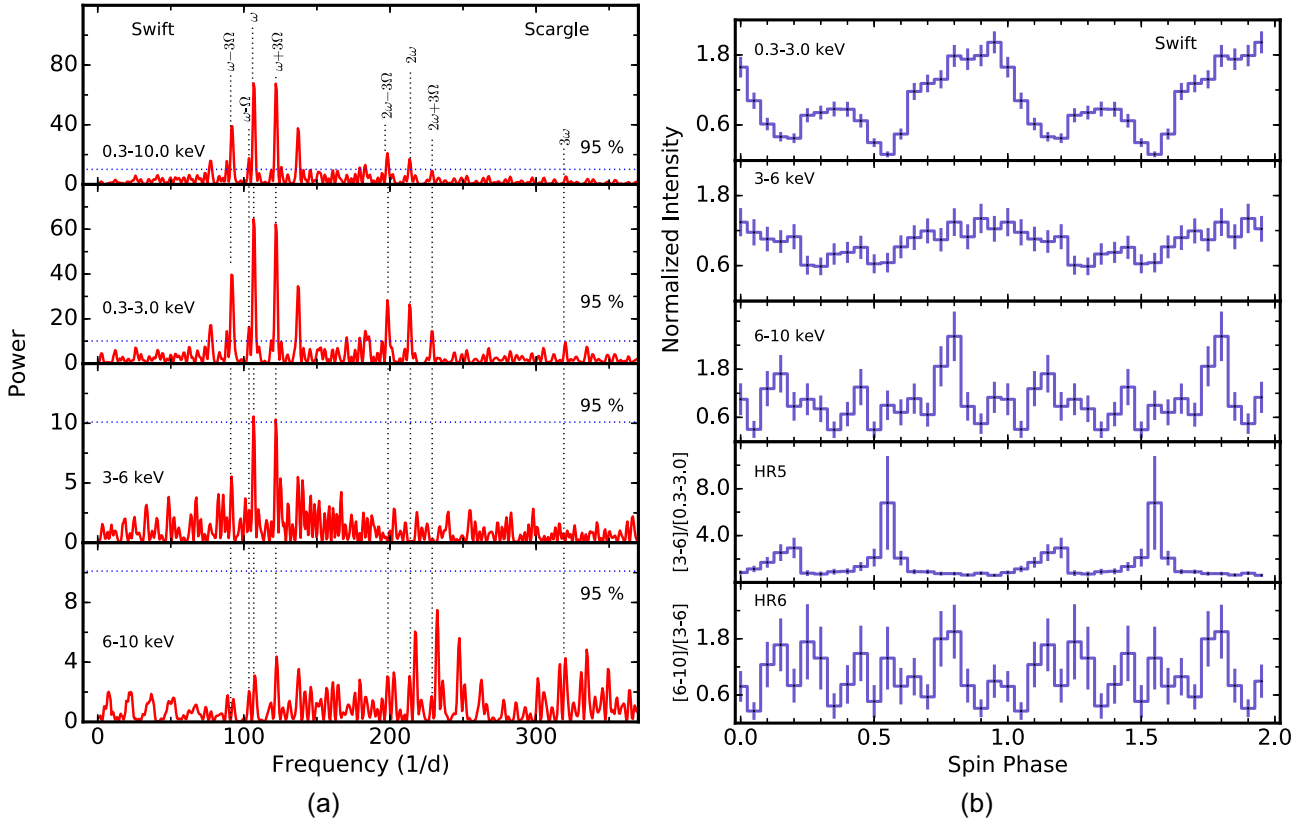 Swift
Scargle
ω−3Ω
ω-Ω
ω
ω+3Ω
2ω−3Ω
2ω
2ω+3Ω
3ω
80
60
40
20
0
0.3-10.0 keV
95 %
60
40
20
10
0
0.3-3.0 keV
95 %
10
5
0
3-6 keV
95 %
8
4
0
6-10 keV
95 %
Power
0 100 200 300
Frequency (1/d)
(a)
0.3-3.0 keV
Swift
1.8
0.6
3-6 keV
1.8
0.6
6-10 keV
1.8
0.6
Normalized Intensity
HR5
8.0
4.0
[3-6]/[0.3-3.0]
HR6
1.8
0.6
[6-10]/[3-6]
0.0 0.5 1.0 1.5 2.0
Spin Phase
(b)